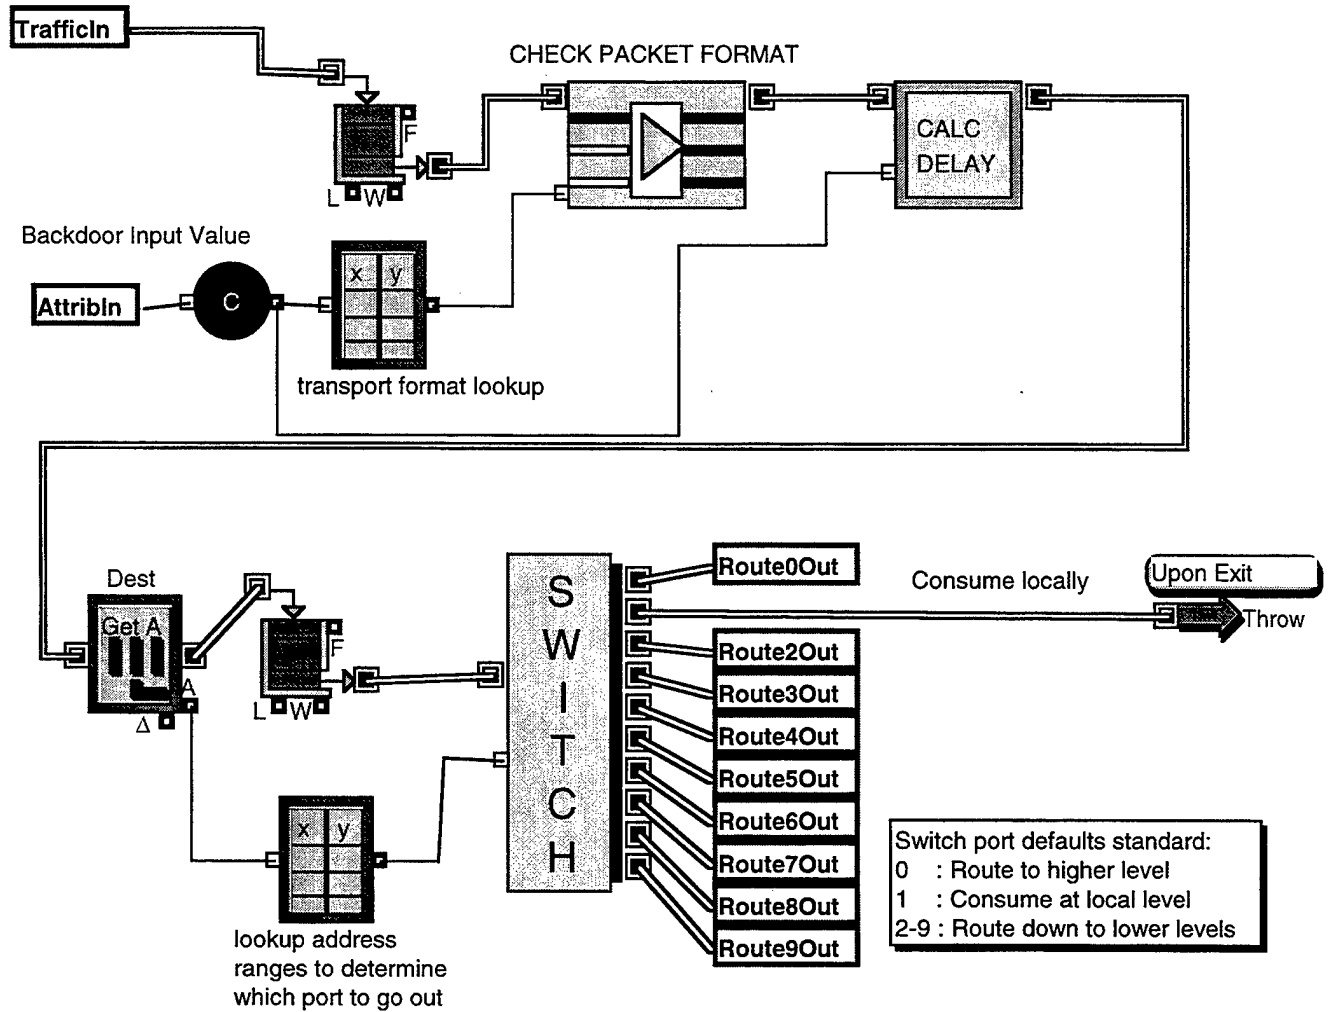 TrafficIn
CHECK PACKET FORMAT
F
L W
CALC
DELAY
Backdoor Input Value
AttribIn
C
x y
transport format lookup
Dest
Get A
A
Δ
F
L W
x y
lookup address
ranges to determine
which port to go out
S
W
I
T
C
H
Route0Out
Consume locally
Upon Exit
Throw
Route2Out
Route3Out
Route4Out
Route5Out
Route6Out
Route7Out
Route8Out
Route9Out
Switch port defaults standard:
0 : Route to higher level
1 : Consume at local level
2-9 : Route down to lower levels